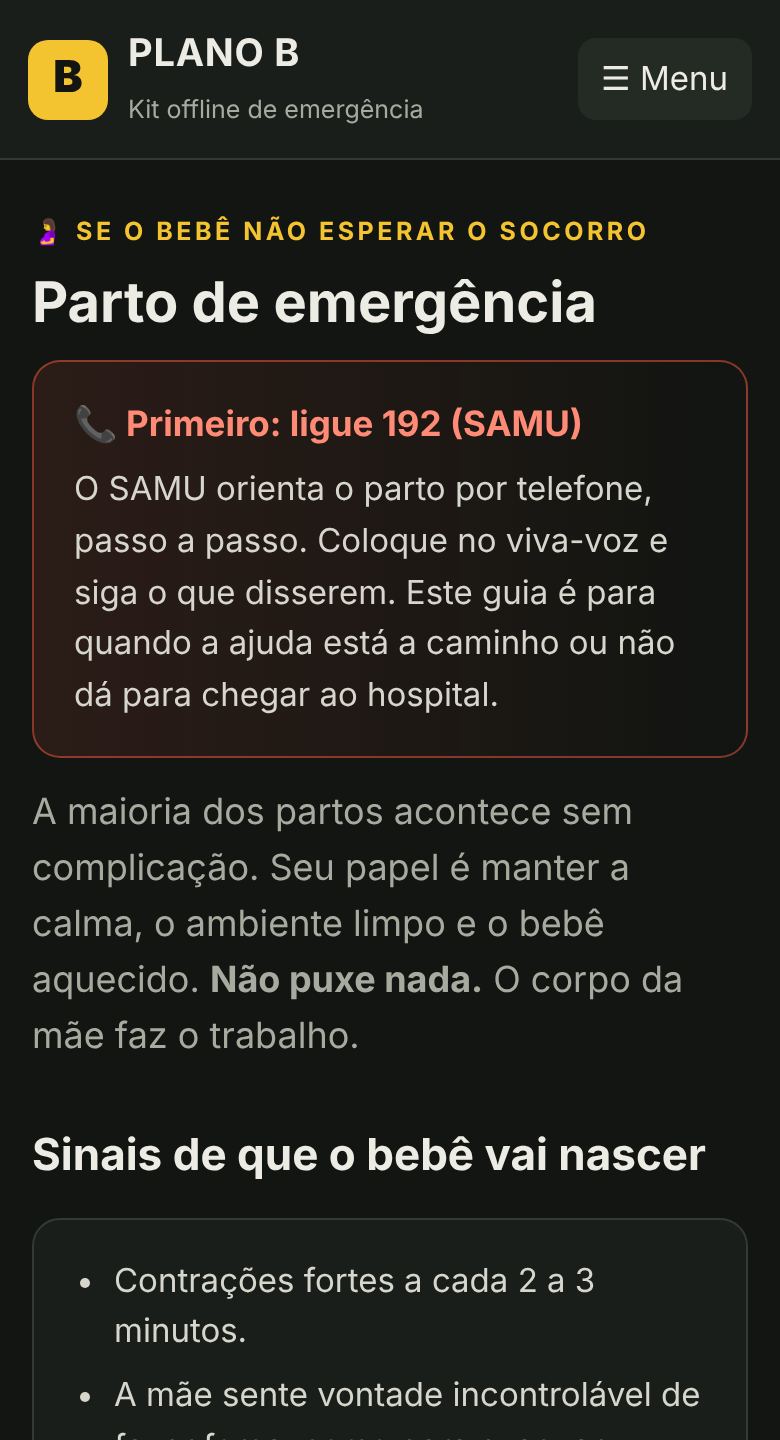 B
PLANO B
Kit offline de emergência
☰ Menu
🤱 SE O BEBÊ NÃO ESPERAR O SOCORRO
Parto de emergência
📞 Primeiro: ligue 192 (SAMU)
O SAMU orienta o parto por telefone,
passo a passo. Coloque no viva-voz e
siga o que disserem. Este guia é para
quando a ajuda está a caminho ou não
dá para chegar ao hospital.
A maioria dos partos acontece sem
complicação. Seu papel é manter a
calma, o ambiente limpo e o bebê
aquecido. Não puxe nada. O corpo da
mãe faz o trabalho.
Sinais de que o bebê vai nascer
• Contrações fortes a cada 2 a 3
minutos.
• A mãe sente vontade incontrolável de